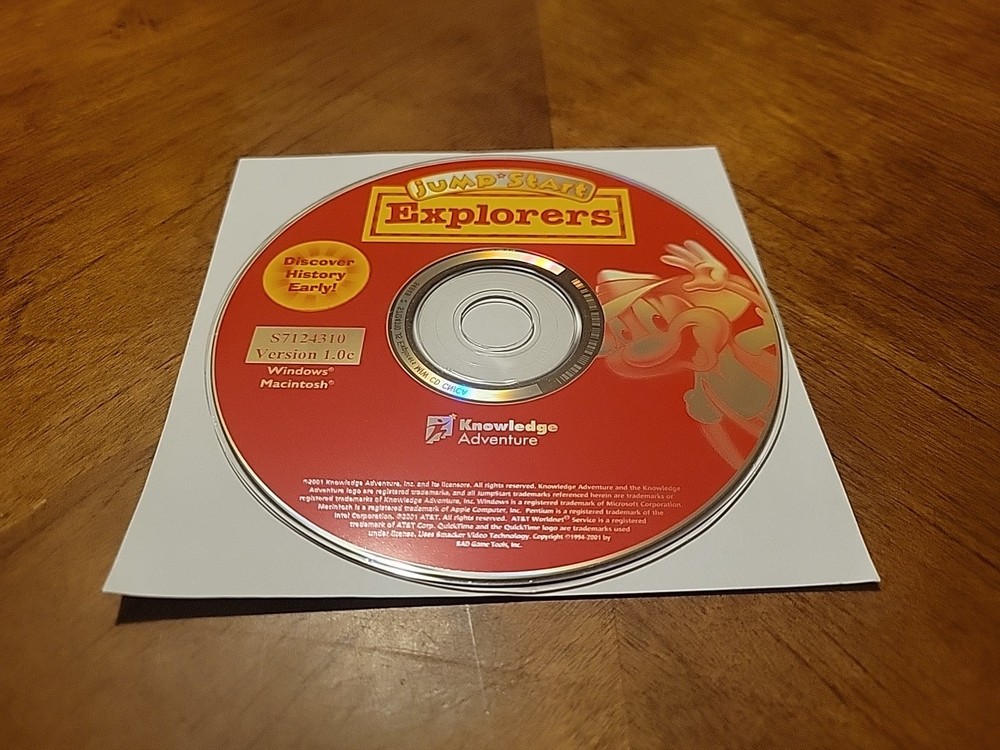 JumpStart
Explorers
Discover
History
Early!
S7124310
Version 1.0c
Windows®
Macintosh®
Knowledge
Adventure
©2001 Knowledge Adventure, Inc. and its licensors. All rights reserved. Knowledge Adventure and the Knowledge
Adventure logo are registered trademarks, and all JumpStart trademarks referenced herein are trademarks or
registered trademarks of Knowledge Adventure, Inc. Windows is a registered trademark of Microsoft Corporation.
Macintosh is a registered trademark of Apple Computer, Inc. Pentium is a registered trademark of the
Intel Corporation. ©2001 AT&T. All rights reserved. AT&T Worldnet® Service is a registered
trademark of AT&T Corp. QuickTime and the QuickTime logo are trademarks used
under license. Uses Smacker Video Technology. Copyright ©1994-2001 by
RAD Game Tools, Inc.